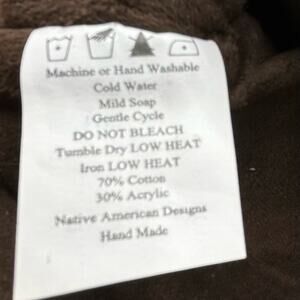 Machine or Hand Washable
Cold Water
Mild Soap
Gentle Cycle
DO NOT BLEACH
Tumble Dry LOW HEAT
Iron LOW HEAT
70% Cotton
30% Acrylic
Native American Designs
Hand Made